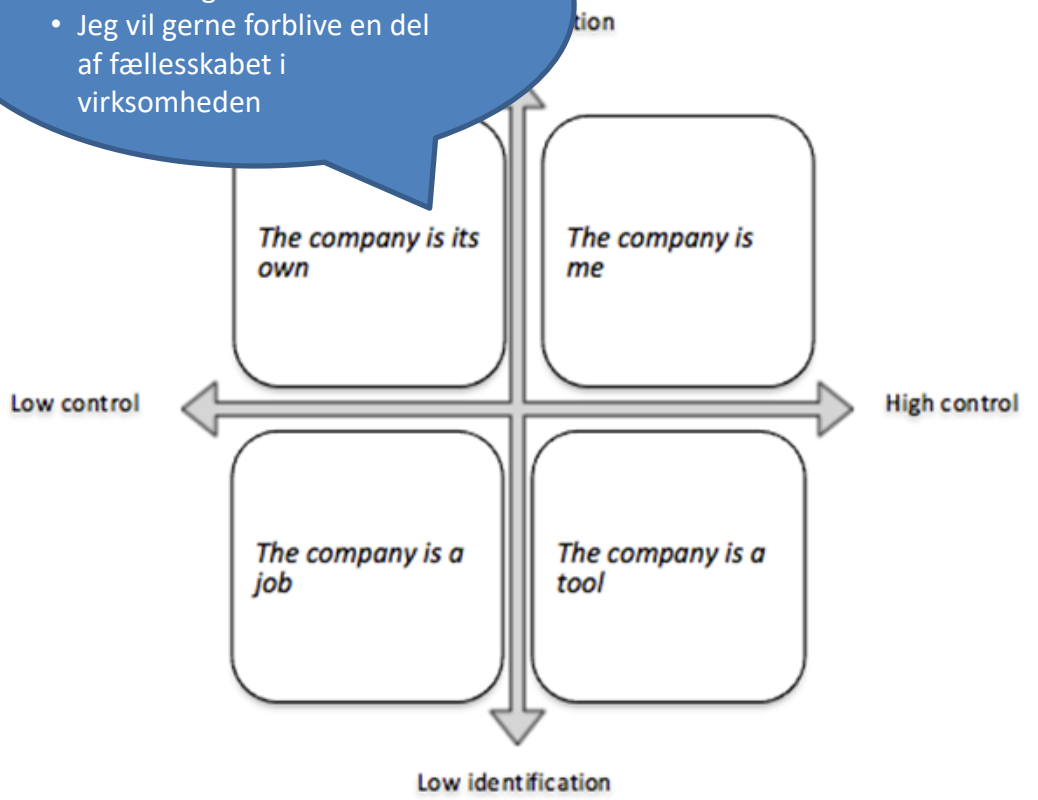 • Jeg vil gerne forblive en del
af fællesskabet i
virksomheden
The company is its
own
The company is
me
Low control
High control
The company is a
job
The company is a
tool
Low identification